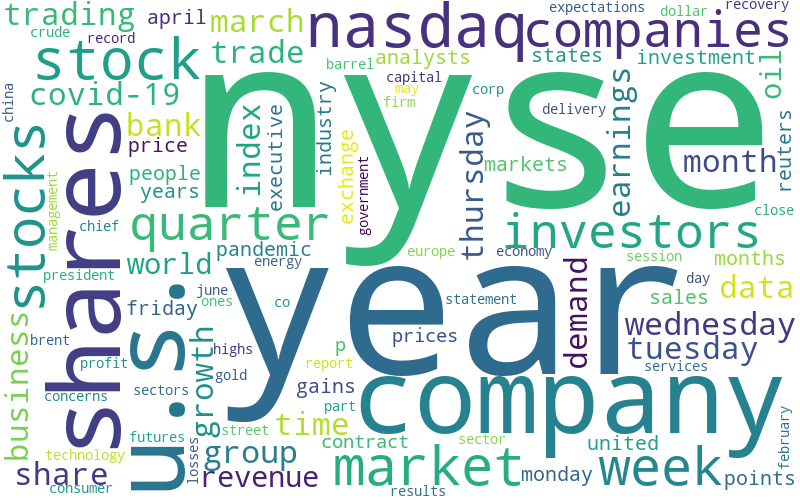 trading
april
nasdaq
expectations
dollar
recovery
crude
record
march
companies
stock
trade
barrel
analysts
states
investment
oil
china
covid-19
nyse
capital
may
firm
corp
delivery
reuters
shares
bank
price
index
executive
industry
exchange
government
thursday
earnings
markets
month
stocks
people
years
management
chief
quarter
investors
close
president
world
pandemic
energy
europe
economy
session
months
year
u.s.
june
ones
co
statement
demand
day
sales
data
friday
business
brent
growth
highs
p
prices
wednesday
tuesday
services
profit
concerns
sectors
gold
report
gains
company
part
time
street
futures
losses
contract
sector
united
february
technology
consumer
share
group
revenue
market
results
monday
week
points